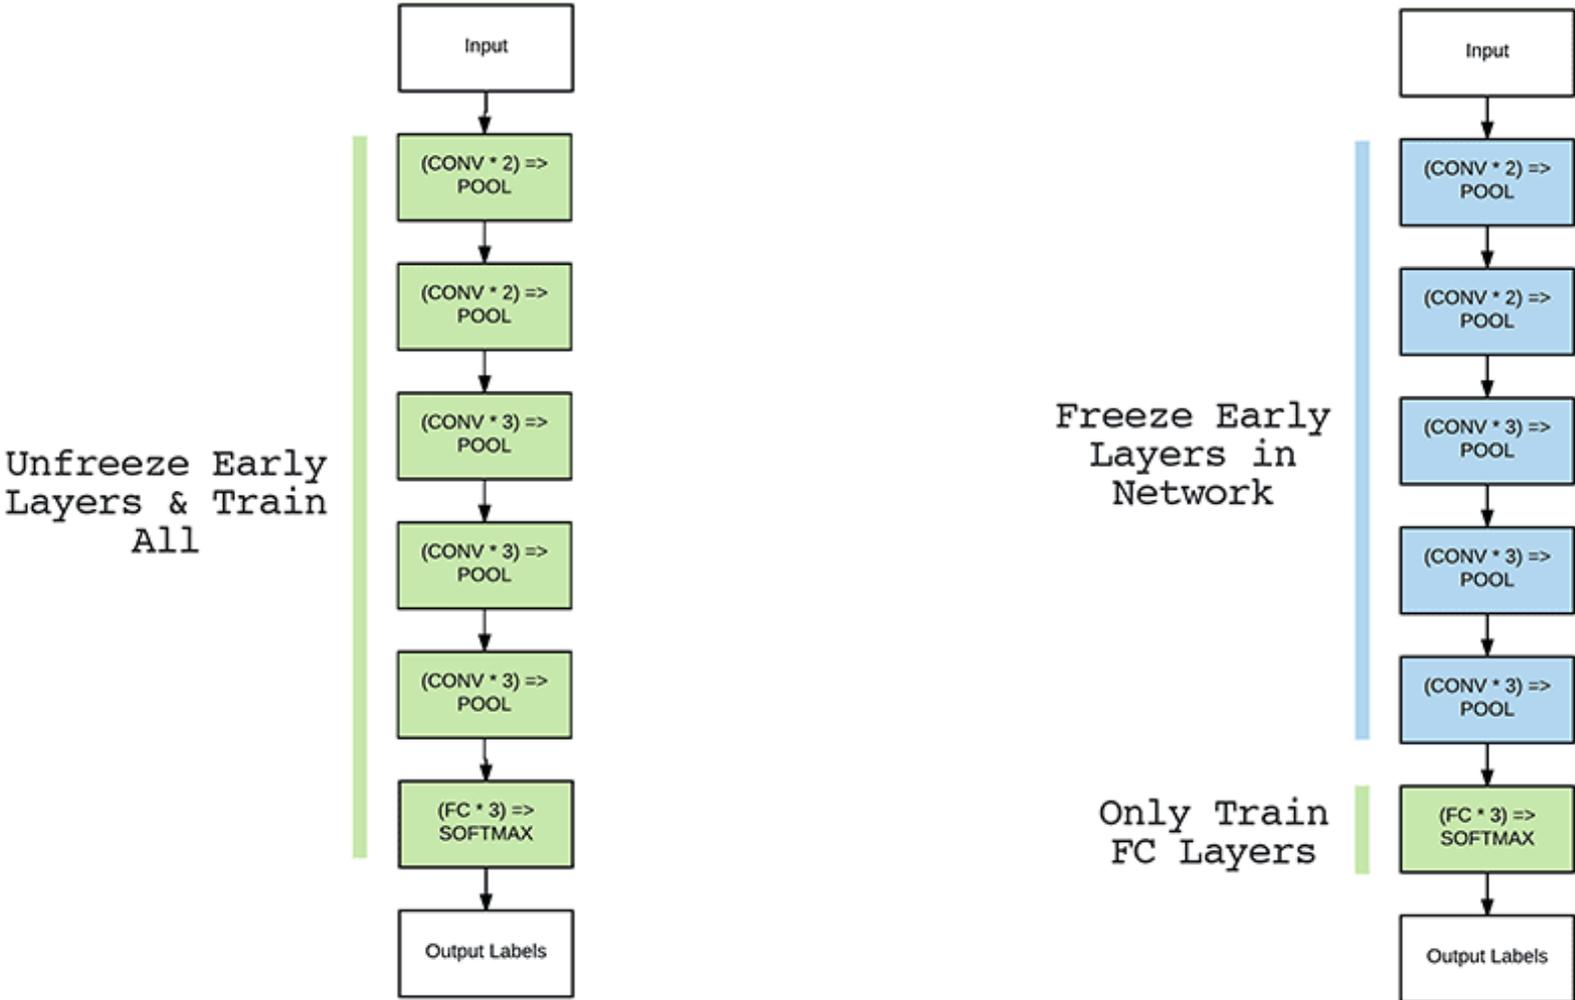 Input
(CONV * 2) =>
POOL
(CONV * 2) =>
POOL
(CONV * 3) =>
POOL
(CONV * 3) =>
POOL
(CONV * 3) =>
POOL
(FC * 3) =>
SOFTMAX
Output Labels
Unfreeze Early
Layers & Train
All
Input
(CONV * 2) =>
POOL
(CONV * 2) =>
POOL
(CONV * 3) =>
POOL
(CONV * 3) =>
POOL
(CONV * 3) =>
POOL
(FC * 3) =>
SOFTMAX
Output Labels
Freeze Early
Layers in
Network
Only Train
FC Layers